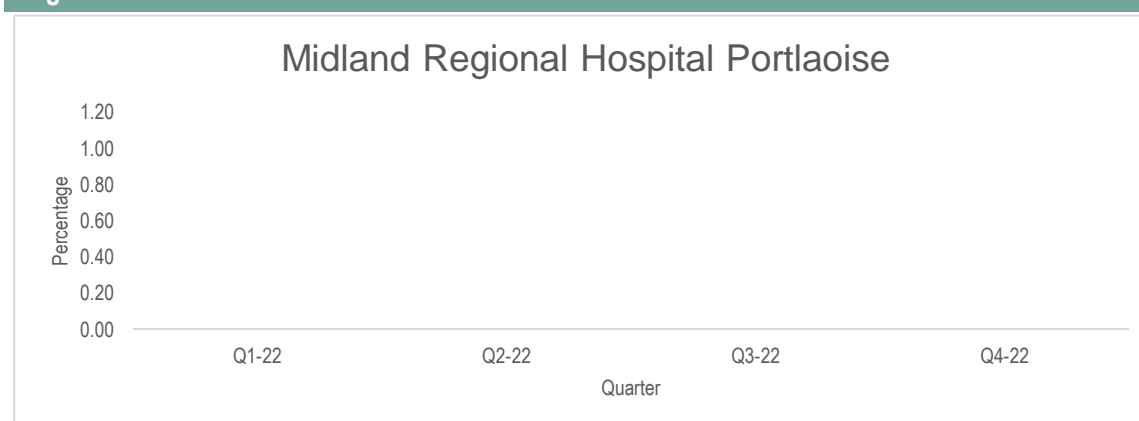 Midland Regional Hospital Portlaoise
1.20
1.00
0.80
0.60
0.40
0.20
0.00
Percentage
Q1-22 Q2-22 Q3-22 Q4-22
Quarter